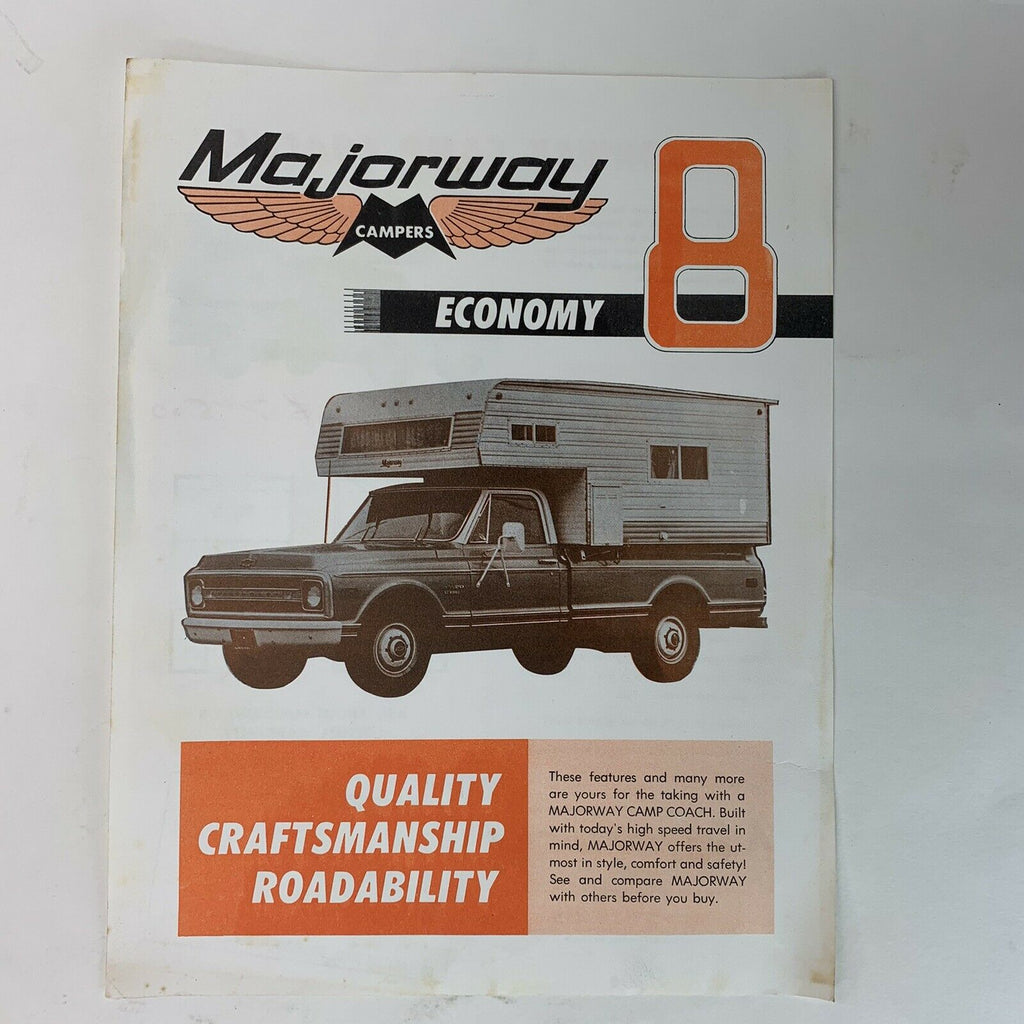 Majorway
CAMPERS
8
ECONOMY
Majorway
QUALITY
CRAFTSMANSHIP
ROADABILITY
These features and many more
are yours for the taking with a
MAJORWAY CAMP COACH. Built
with today's high speed travel in
mind, MAJORWAY offers the ut-
most in style, comfort and safety!
See and compare MAJORWAY
with others before you buy.